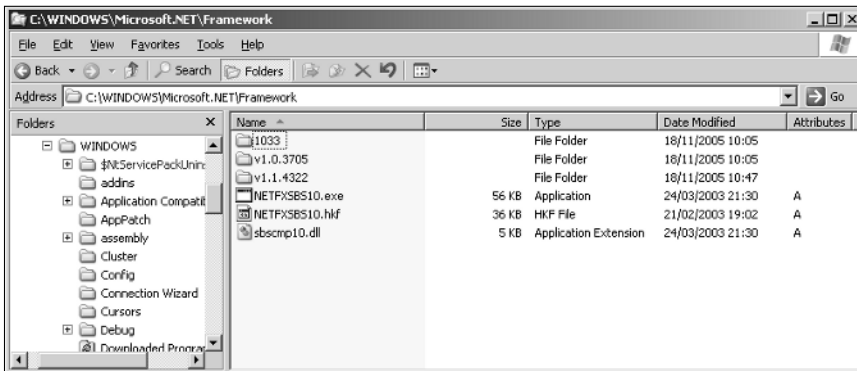 C:\WINDOWS\Microsoft.NET\Framework
File Edit View Favorites Tools Help
Back Search Folders
Address C:\WINDOWS\Microsoft.NET\Framework Go
Folders x Name Size Type Date Modified Attributes
WINDOWS
$NtServicePackUnins
addins
Application Compatib
AppPatch
assembly
Cluster
Config
Connection Wizard
Cursors
Debug
Downloaded Program
1033 File Folder 18/11/2005 10:05
v1.0.3705 File Folder 18/11/2005 10:05
v1.1.4322 File Folder 18/11/2005 10:47
NETFXSBS10.exe 56 KB Application 24/03/2003 21:30 A
NETFXSBS10.hkf 36 KB HKF File 21/02/2003 19:02 A
sbscmp10.dll 5 KB Application Extension 24/03/2003 21:30 A